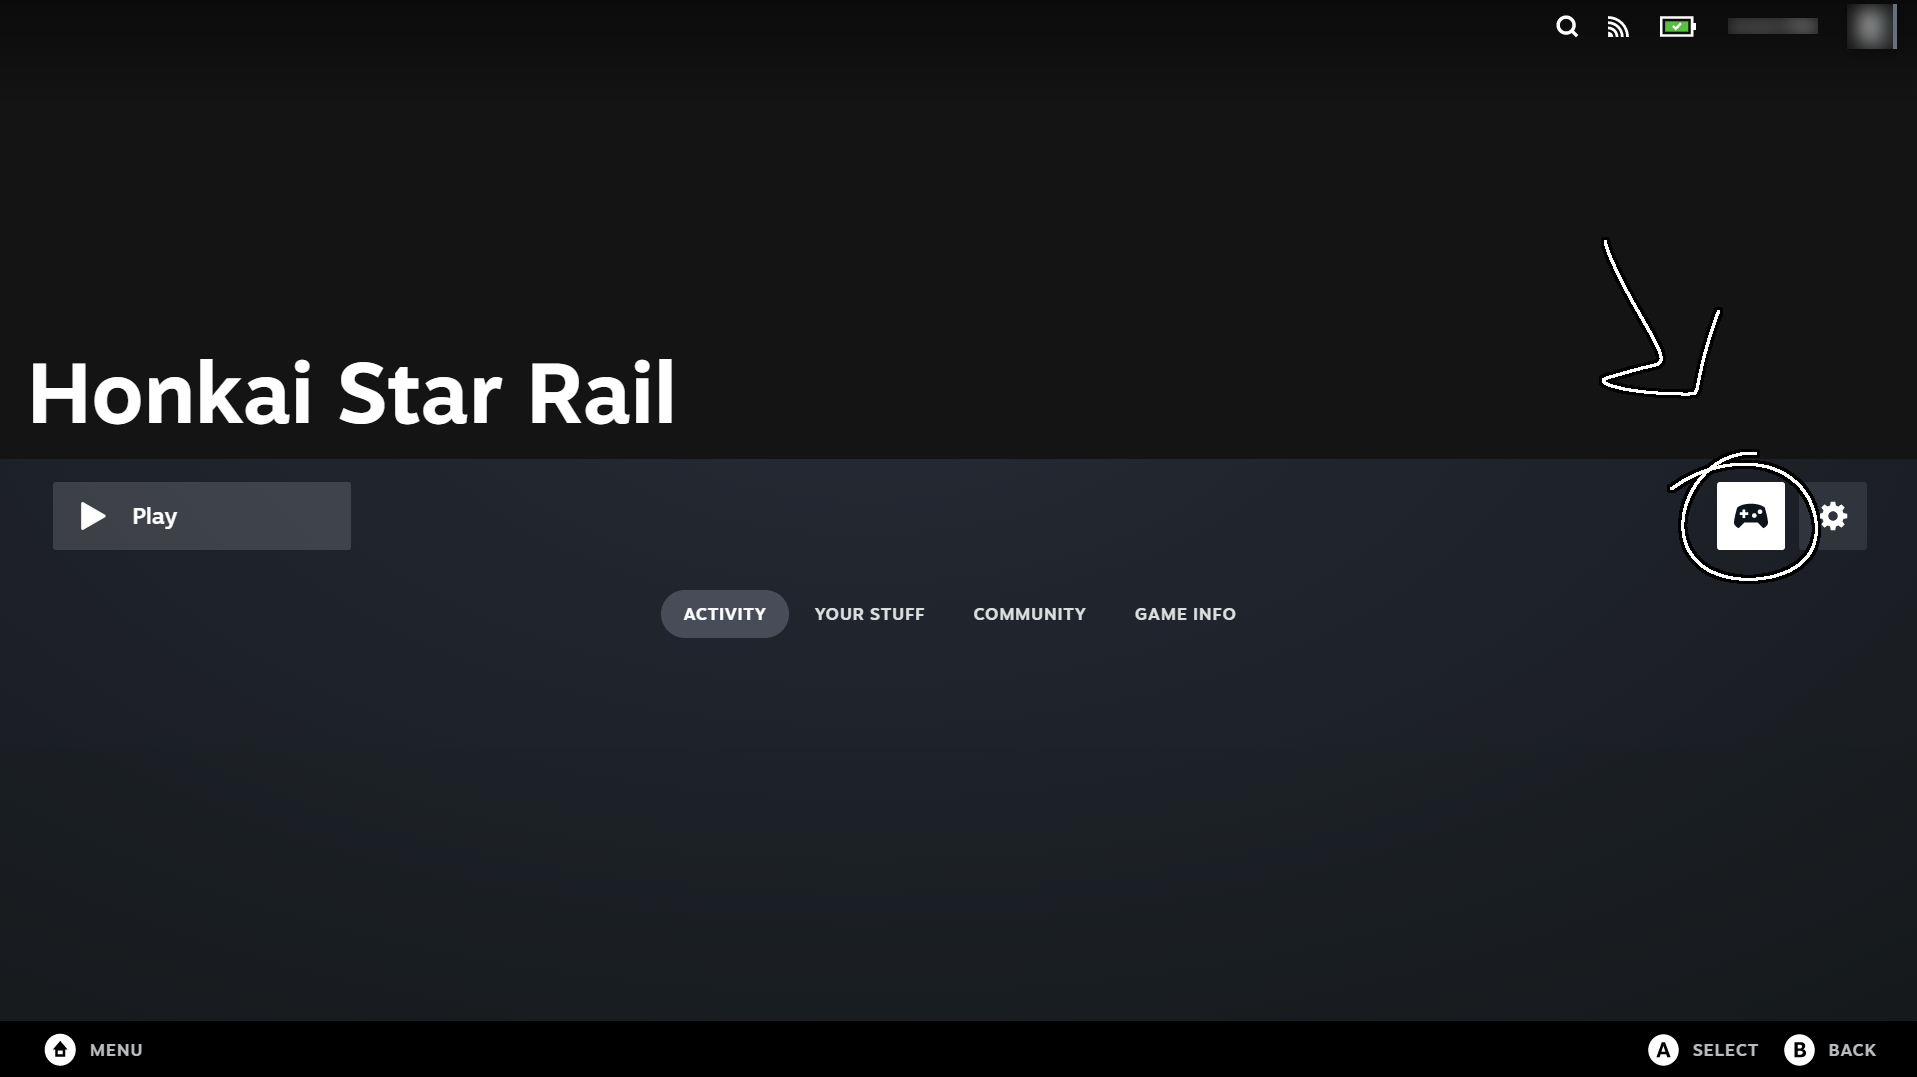 Honkai Star Rail
Play
ACTIVITY YOUR STUFF COMMUNITY GAME INFO
MENU A SELECT B BACK